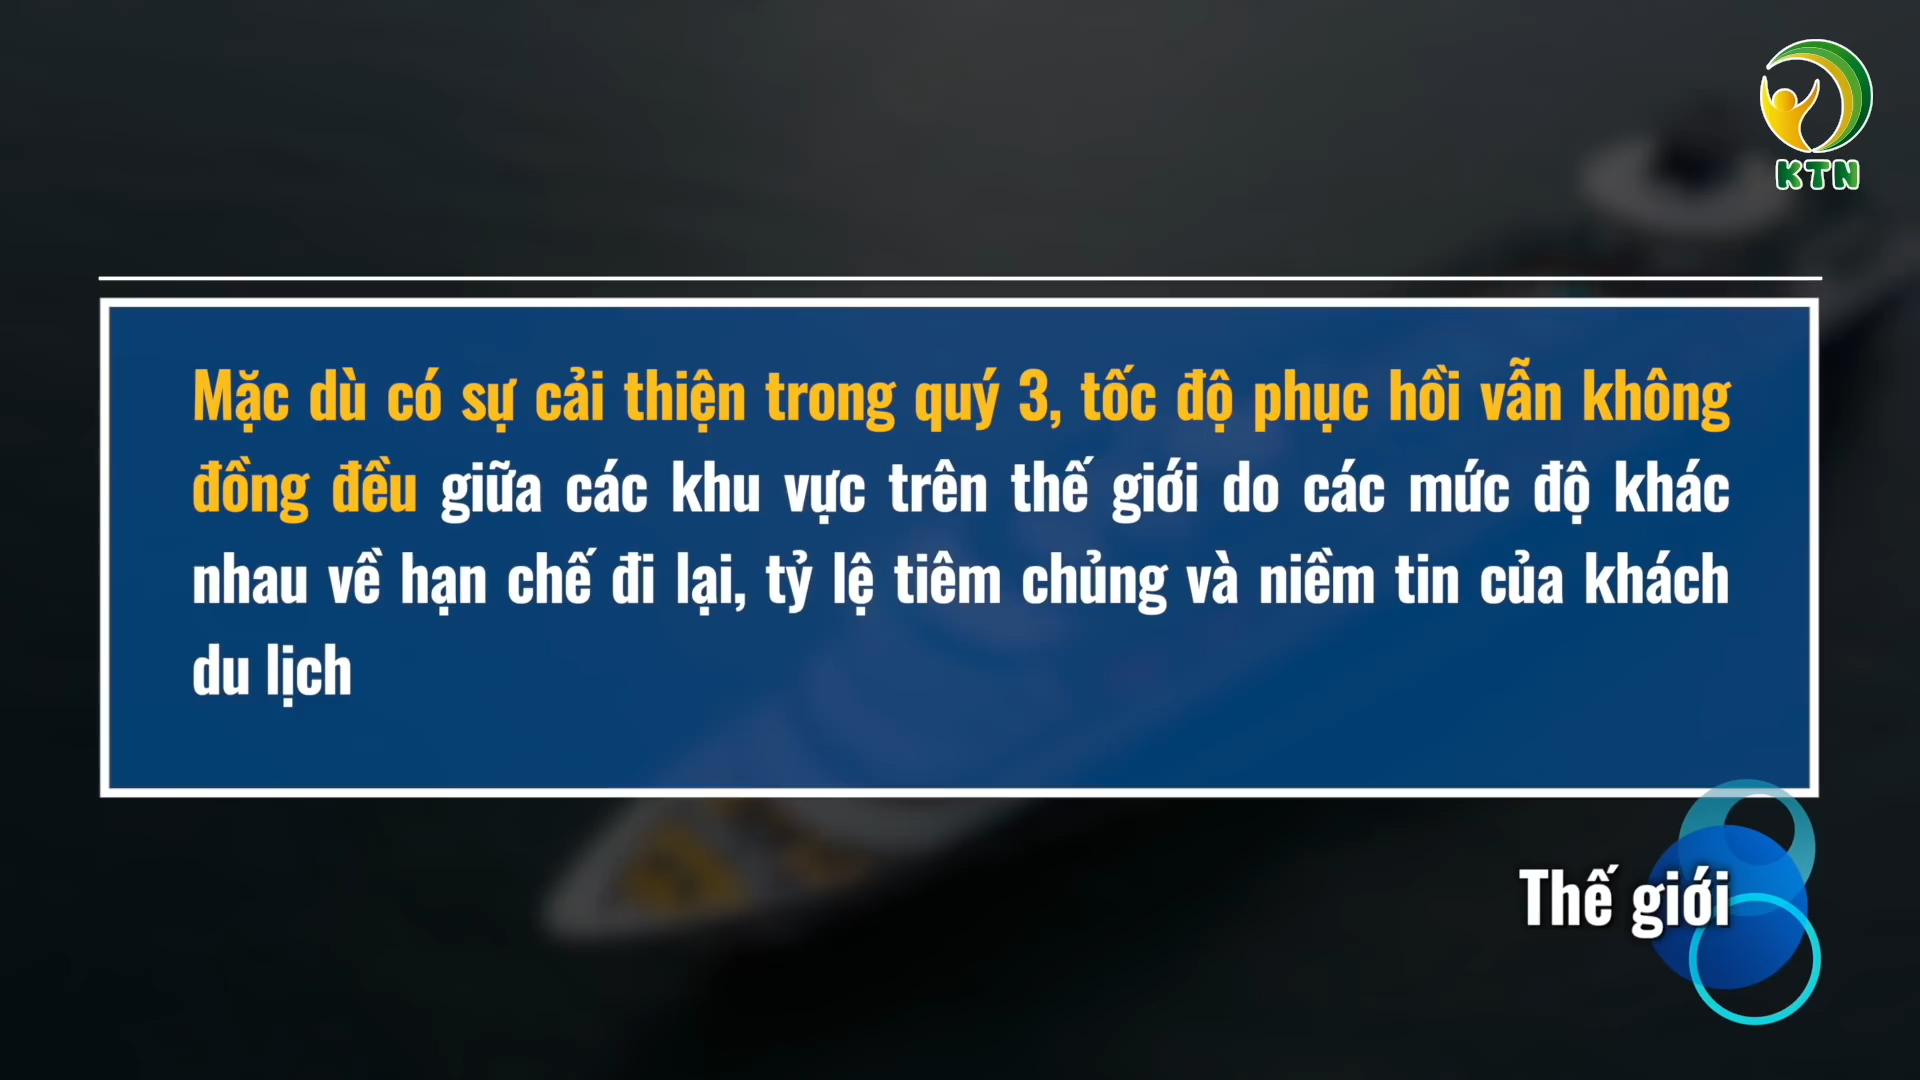 KTN
Mặc dù có sự cải thiện trong quý 3, tốc độ phục hồi vẫn không
đồng đều giữa các khu vực trên thế giới do các mức độ khác
nhau về hạn chế đi lại, tỷ lệ tiêm chủng và niềm tin của khách
du lịch
Thế giới